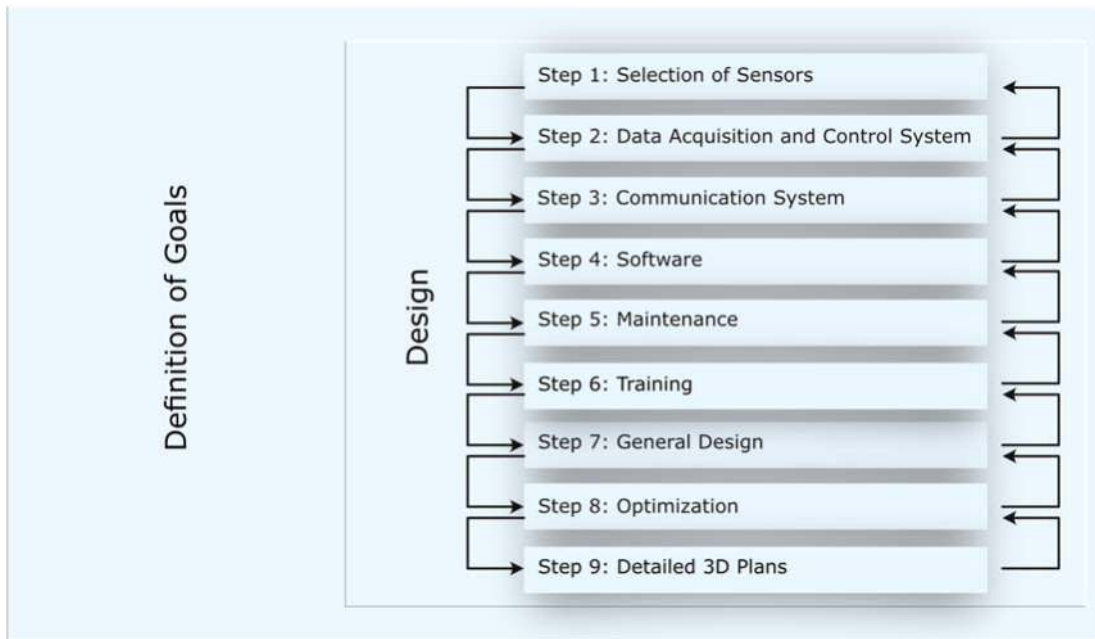 Definition of Goals
Design
Step 1: Selection of Sensors
Step 2: Data Acquisition and Control System
Step 3: Communication System
Step 4: Software
Step 5: Maintenance
Step 6: Training
Step 7: General Design
Step 8: Optimization
Step 9: Detailed 3D Plans